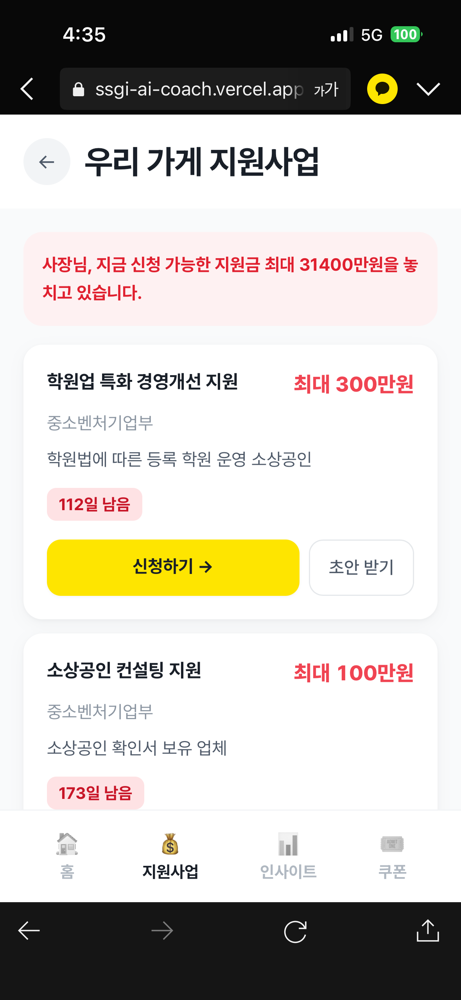 4:35
5G
100
ssgi-ai-coach.vercel.app
가가
우리 가게 지원사업
사장님, 지금 신청 가능한 지원금 최대 31400만원을 놓
치고 있습니다.
학원업 특화 경영개선 지원
최대 300만원
중소벤처기업부
학원법에 따른 등록 학원 운영 소상공인
112일 남음
신청하기 →
초안 받기
소상공인 컨설팅 지원
최대 100만원
중소벤처기업부
소상공인 확인서 보유 업체
173일 남음
ADMIT
ONE
홈
지원사업
인사이트
쿠폰